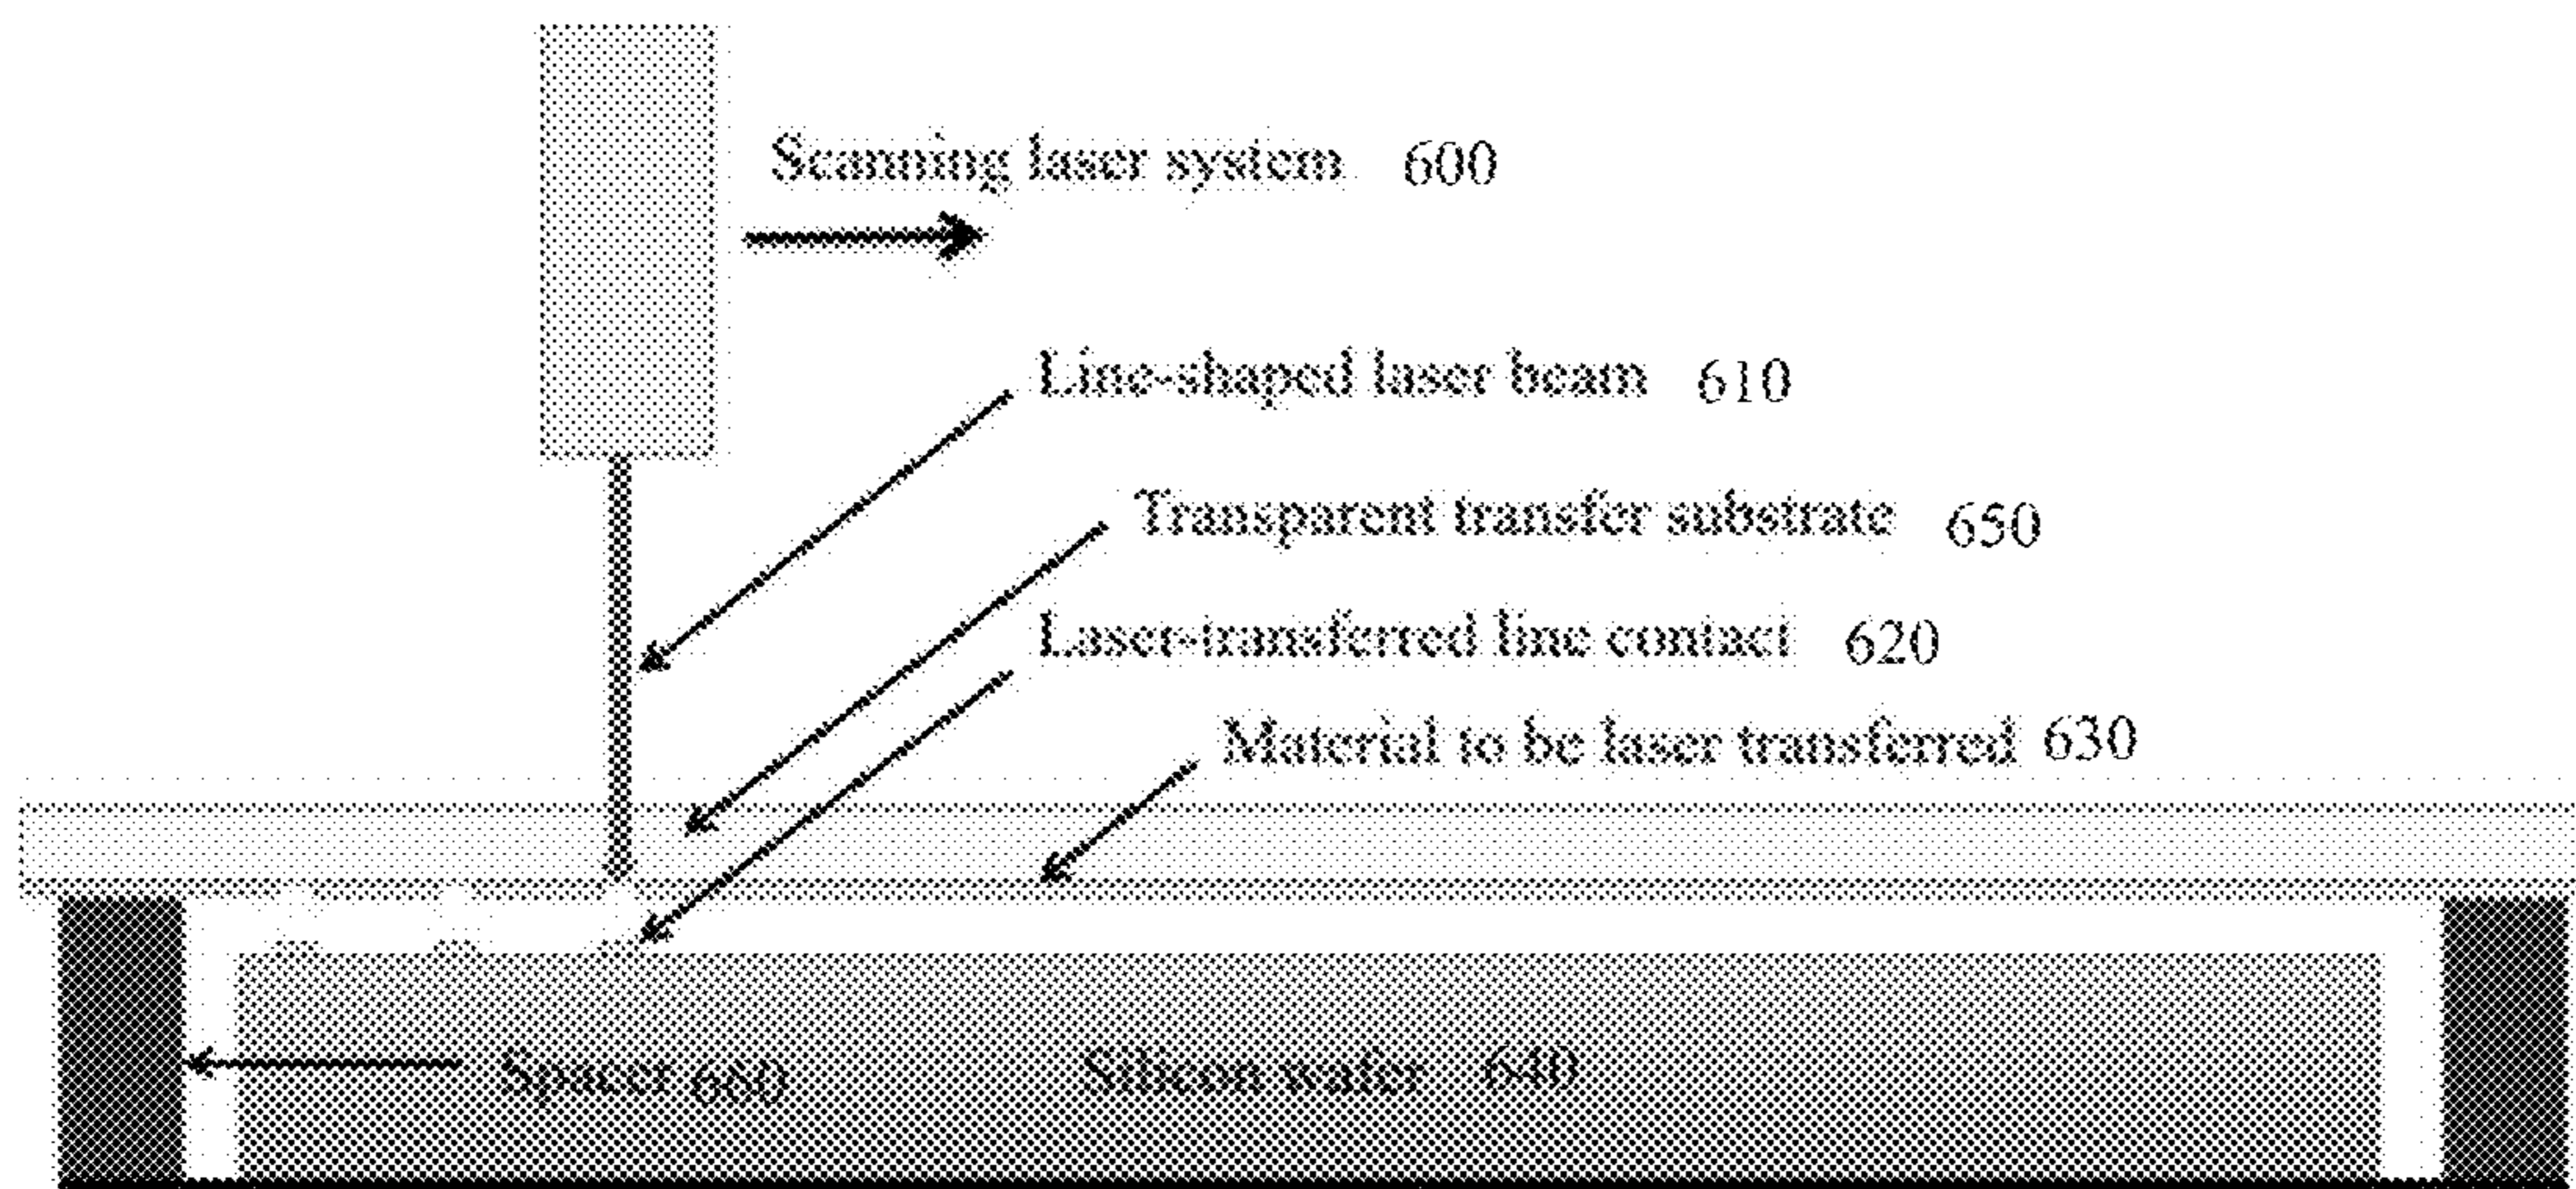 Scanning laser system 600
Line-shaped laser beam 610
Transparent transfer substrate 650
Laser-transferred line contact 620
Material to be laser transferred 630
Spacer 660 Silicon wafer 640